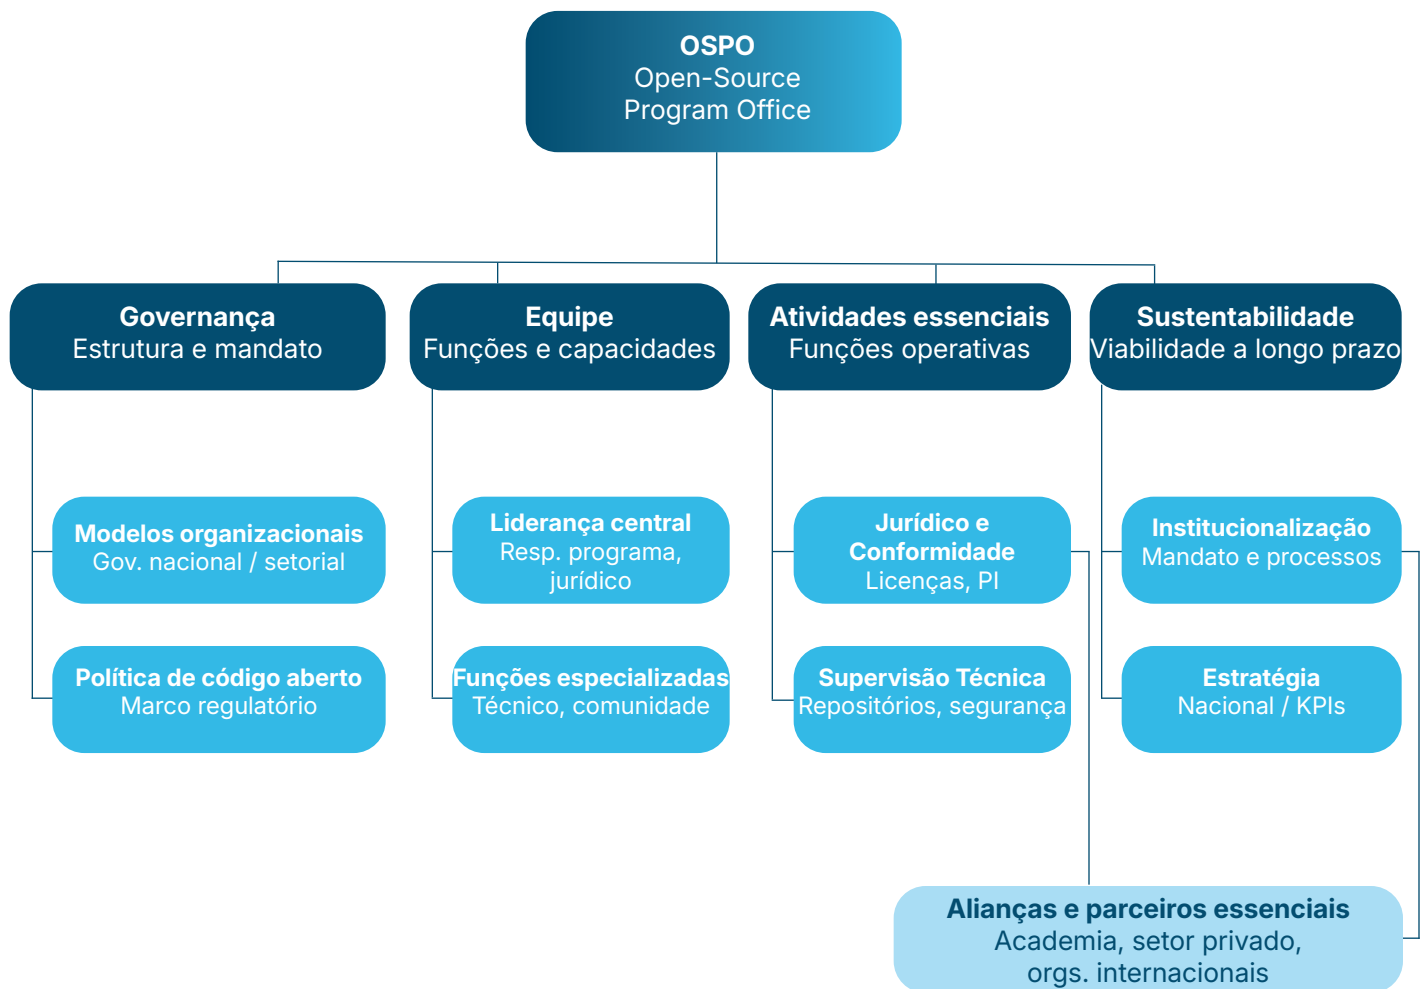 OSPO
Open-Source
Program Office
Governança
Estrutura e mandato
Equipe
Funções e capacidades
Atividades essenciais
Funções operativas
Sustentabilidade
Viabilidade a longo prazo
Modelos organizacionais
Gov. nacional / setorial
Liderança central
Resp. programa,
jurídico
Jurídico e
Conformidade
Licenças, PI
Institucionalização
Mandato e processos
Política de código aberto
Marco regulatório
Funções especializadas
Técnico, comunidade
Supervisão Técnica
Repositórios, segurança
Estratégia
Nacional / KPIs
Alianças e parceiros essenciais
Academia, setor privado,
orgs. internacionais